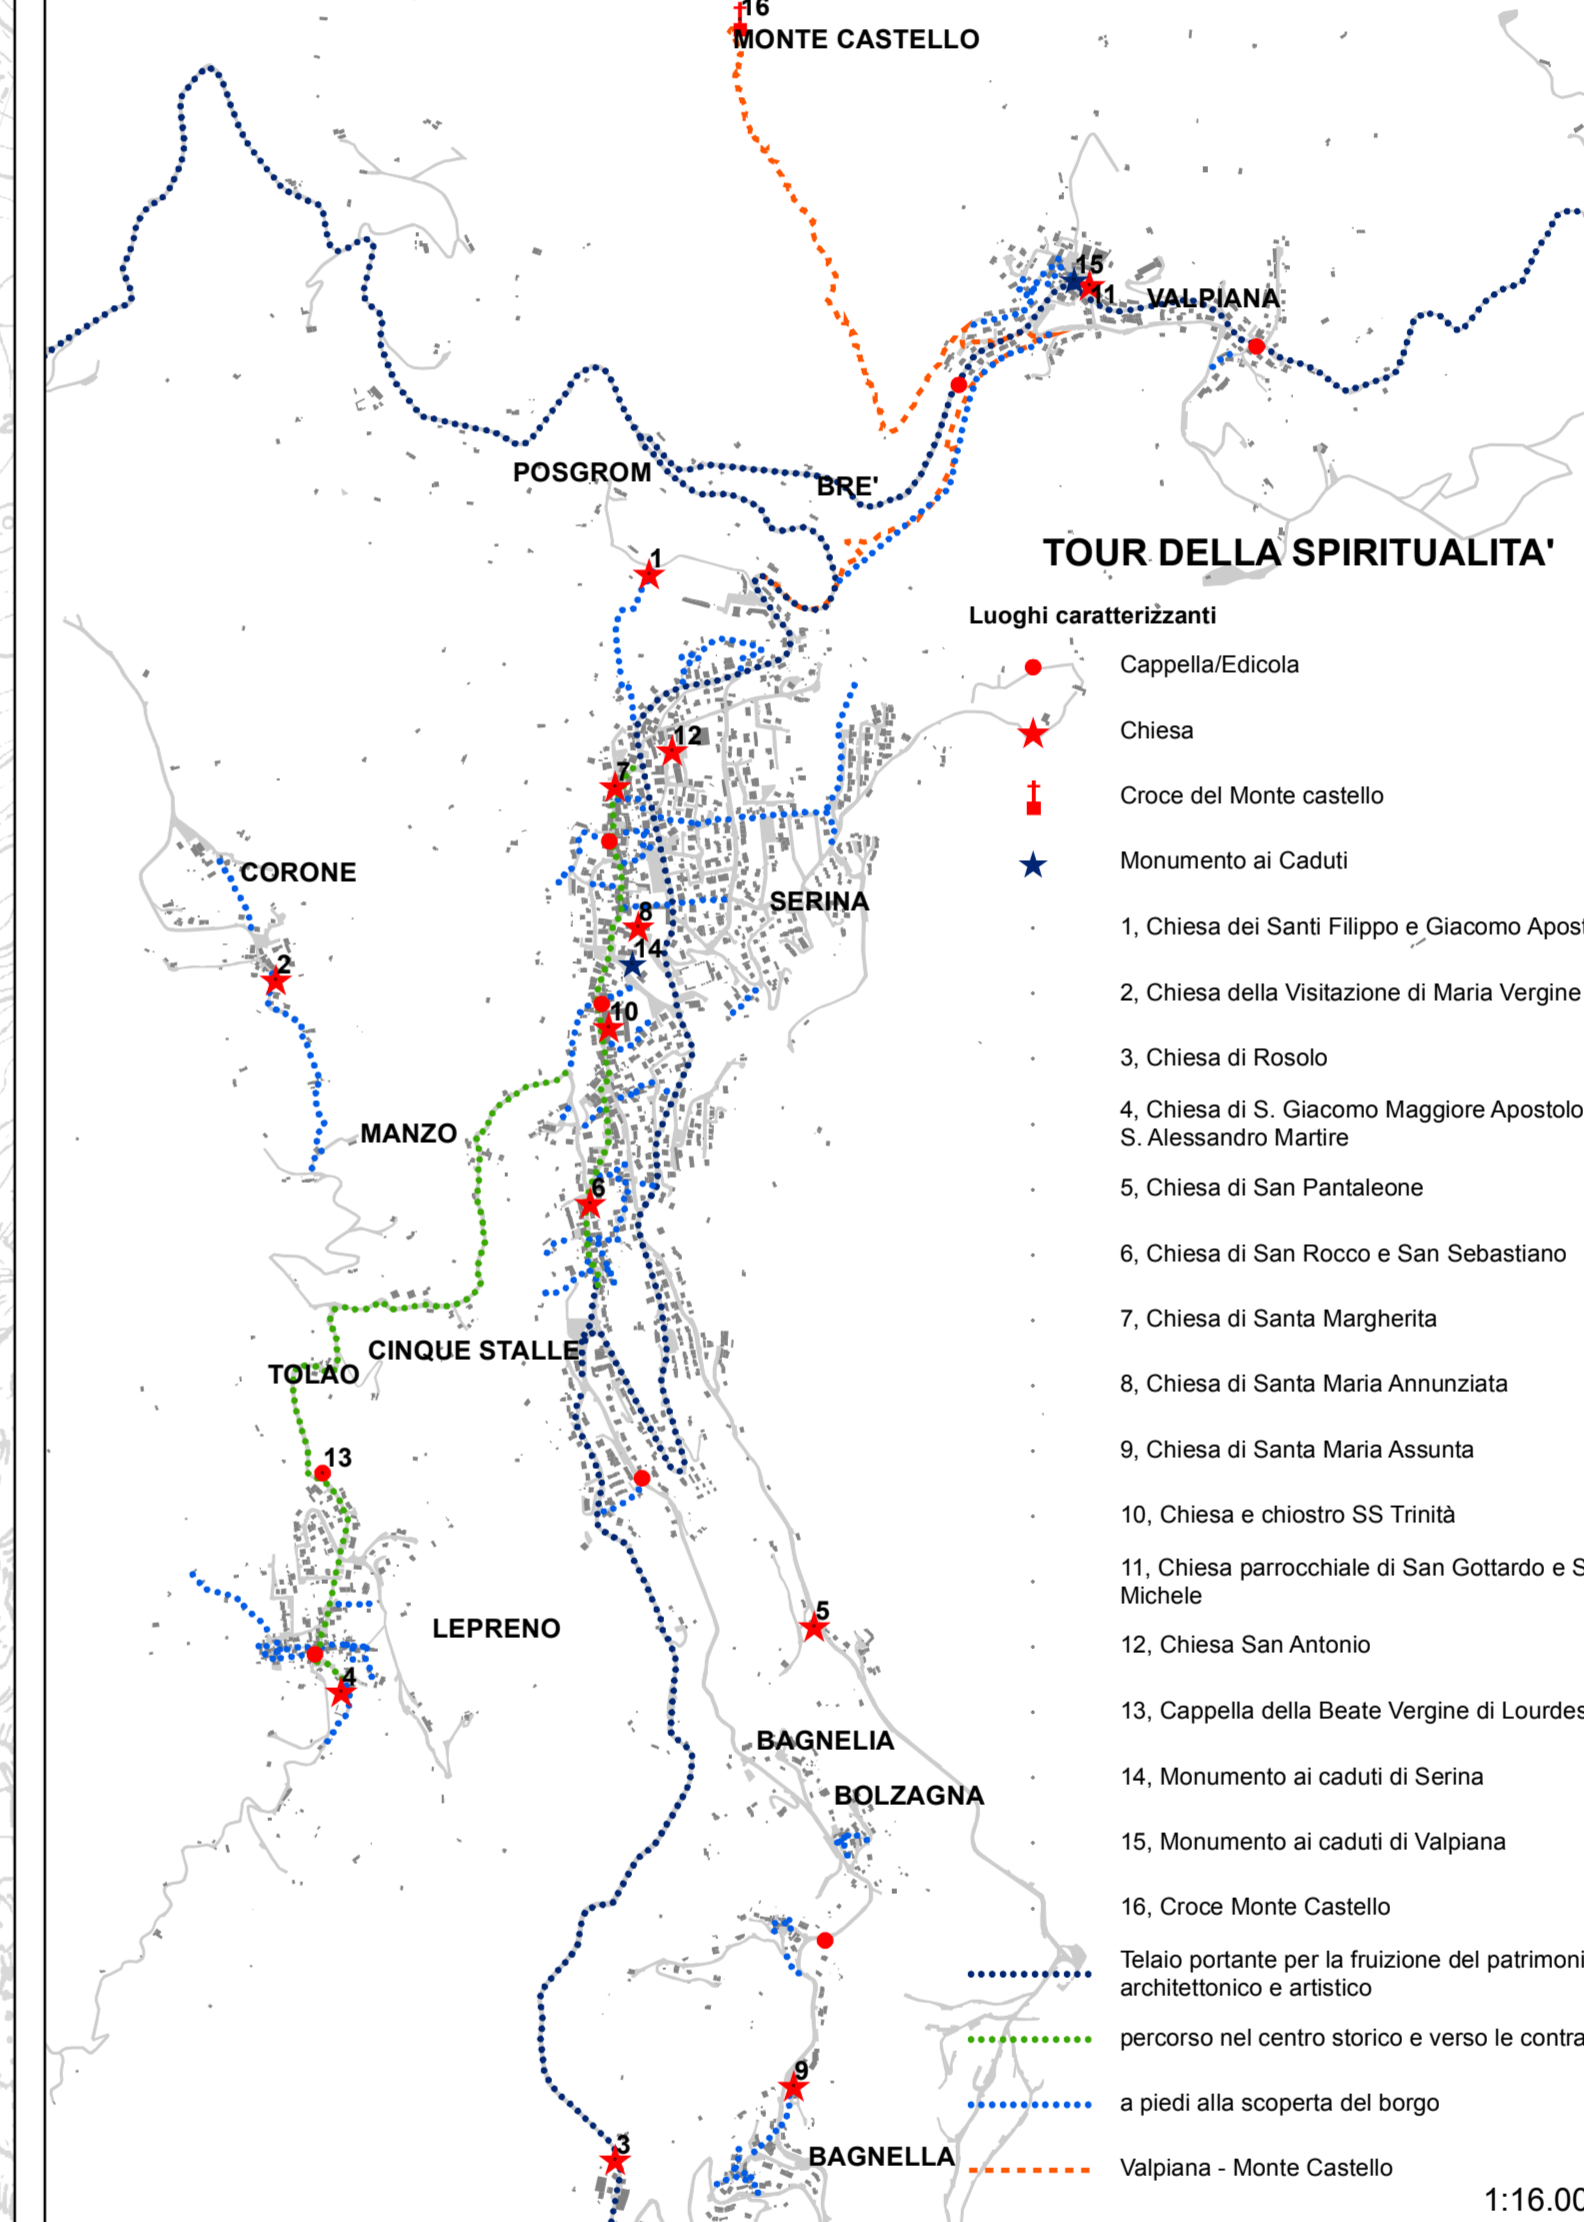 16
MONTE CASTELLO
15
11
VALPIANA
POSGROM
BRE'
1
TOUR DELLA SPIRITUALITA'
Luoghi caratterizzanti
Cappella/Edicola
Chiesa
12
7
Croce del Monte castello
Monumento ai Caduti
CORONE
SERINA
8
14
1, Chiesa dei Santi Filippo e Giacomo Apost
2
2, Chiesa della Visitazione di Maria Vergine
10
3, Chiesa di Rosolo
MANZO
4, Chiesa di S. Giacomo Maggiore Apostolo
S. Alessandro Martire
6
5, Chiesa di San Pantaleone
6, Chiesa di San Rocco e San Sebastiano
7, Chiesa di Santa Margherita
CINQUE STALLE
TOLAO
8, Chiesa di Santa Maria Annunziata
13
9, Chiesa di Santa Maria Assunta
10, Chiesa e chiostro SS Trinità
11, Chiesa parrocchiale di San Gottardo e S
Michele
5
LEPRENO
12, Chiesa San Antonio
4
13, Cappella della Beate Vergine di Lourdes
BAGNELIA
14, Monumento ai caduti di Serina
BOLZAGNA
15, Monumento ai caduti di Valpiana
16, Croce Monte Castello
Telaio portante per la fruizione del patrimoni
architettonico e artistico
percorso nel centro storico e verso le contra
9
a piedi alla scoperta del borgo
3
BAGNELLA
Valpiana - Monte Castello
1:16.00